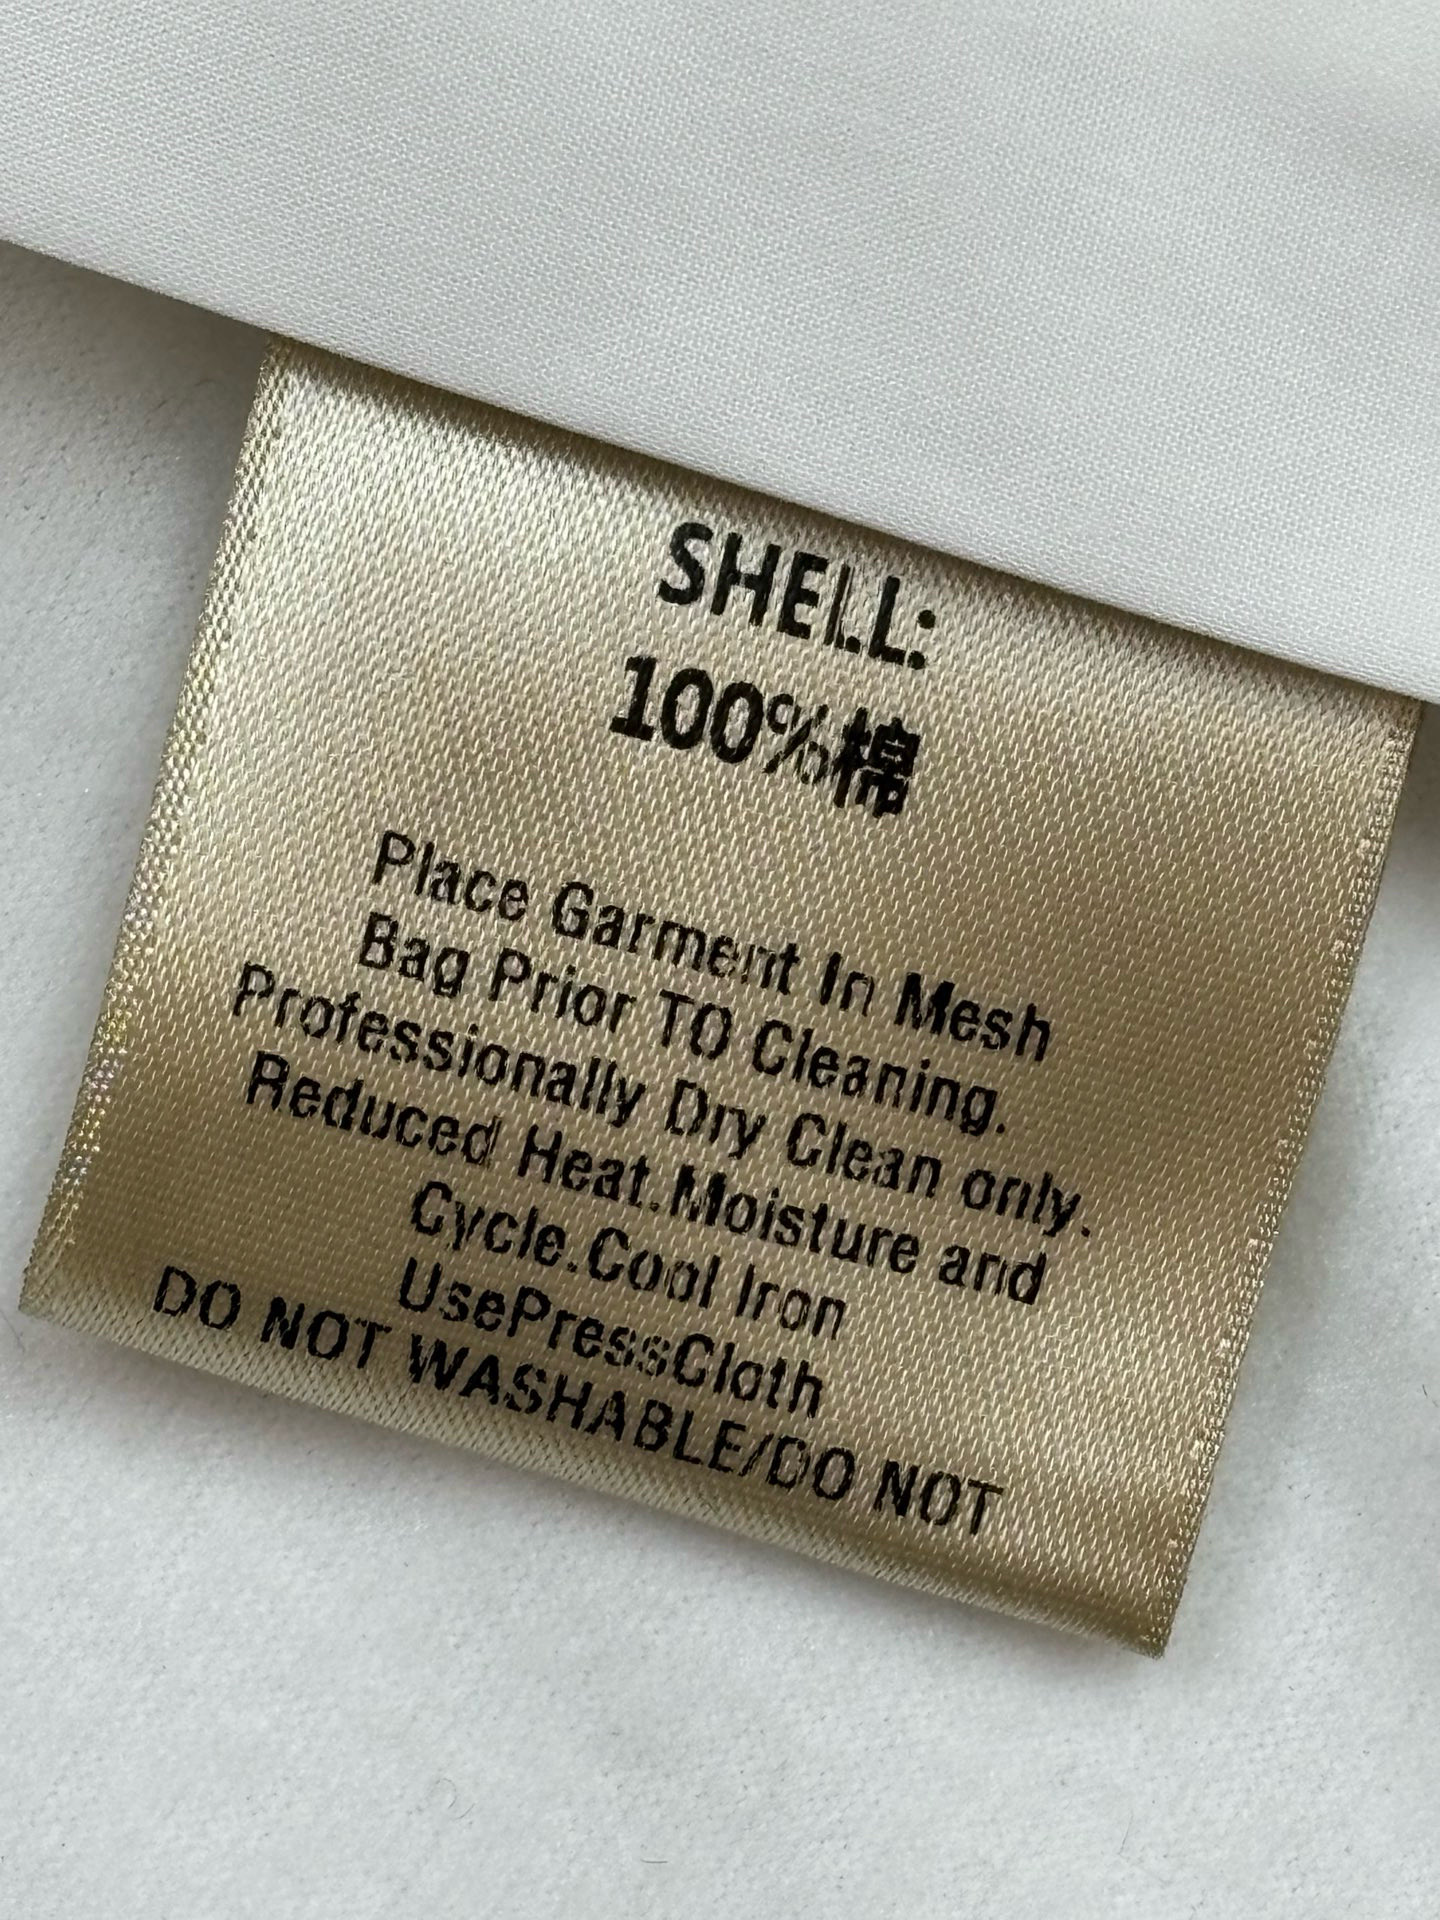 SHELL:
100%棉
Place Garment In Mesh
Bag Prior TO Cleaning.
Professionally Dry Clean only.
Reduced Heat.Moisture and
Cycle.Cool Iron
UsePressCloth
DO NOT WASHABLE/DO NOT